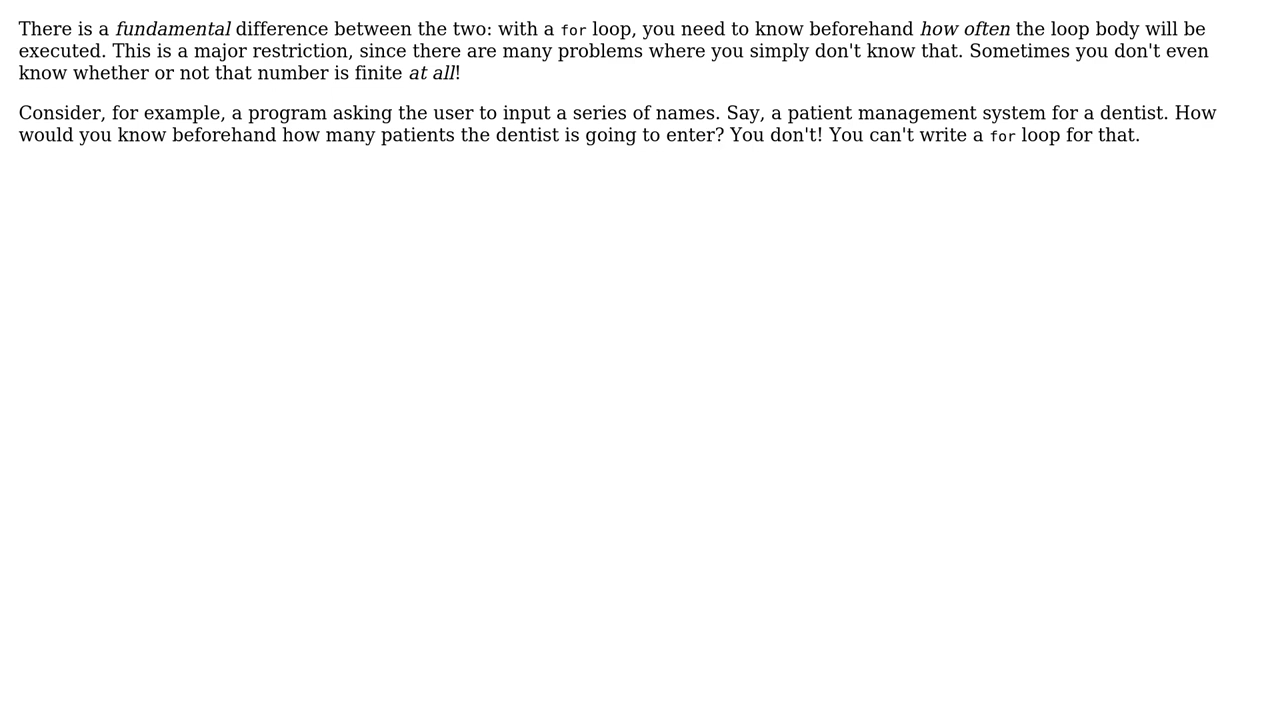 There is a fundamental difference between the two: with a for loop, you need to know beforehand how often the loop body will be
executed. This is a major restriction, since there are many problems where you simply don't know that. Sometimes you don't even
know whether or not that number is finite at all!
Consider, for example, a program asking the user to input a series of names. Say, a patient management system for a dentist. How
would you know beforehand how many patients the dentist is going to enter? You don't! You can't write a for loop for that.